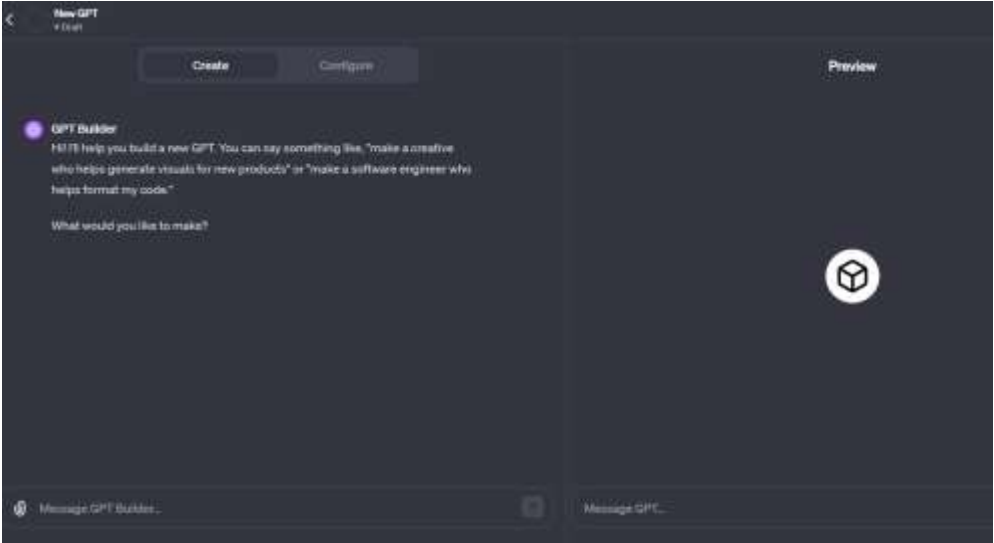 New GPT
• Draft
Create
Configure
Preview
GPT Builder
Hi! I'll help you build a new GPT. You can say something like, "make a creative
who helps generate visuals for new products" or "make a software engineer who
helps format my code."
What would you like to make?
Message GPT Builder...
Message GPT...